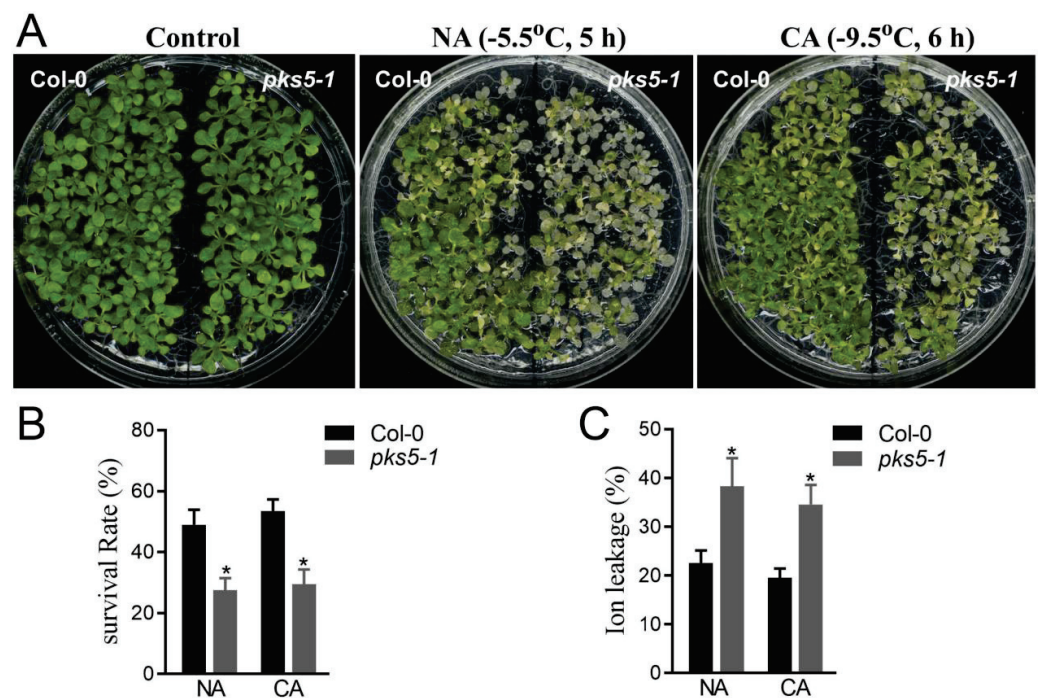 A
Control
NA (-5.5ºC, 5 h)
CA (-9.5ºC, 6 h)
Col-0
pks5-1
Col-0
pks5-1
Col-0
pks5-1
B
80
60
40
20
0
survival Rate (%)
NA
CA
Col-0
pks5-1
*
*
C
50
40
30
20
10
0
Ion leakage (%)
NA
CA
Col-0
pks5-1
*
*